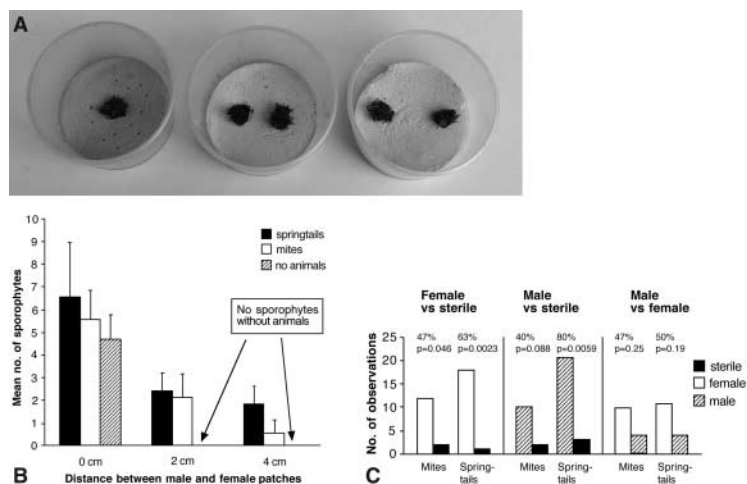 A
10
9
8
7
6
5
4
3
2
1
0
Mean no. of sporophytes
springtails
mites
no animals
No sporophytes
without animals
0 cm
2 cm
4 cm
Distance between male and female patches
B
Female
vs sterile
Male
vs sterile
Male
vs female
25
20
15
10
5
0
No. of observations
47%
p=0.046
63%
p=0.0023
40%
p=0.088
80%
p=0.0059
47%
p=0.25
50%
p=0.19
sterile
female
male
Mites
Spring-
tails
Mites
Spring-
tails
Mites
Spring-
tails
C